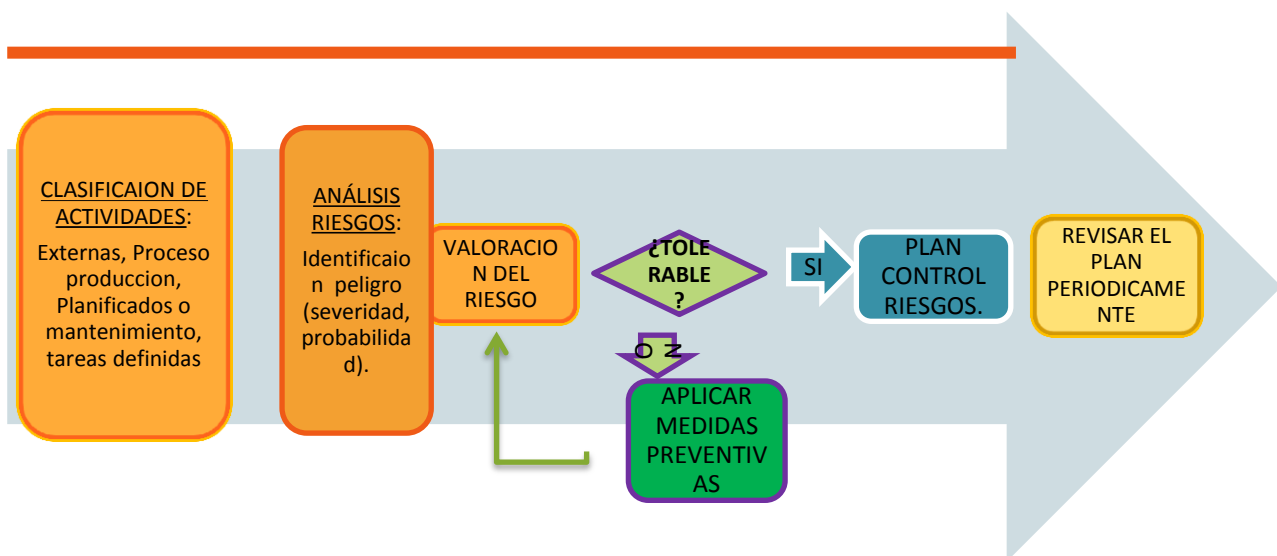 CLASIFICAION DE
ACTIVIDADES:
Externas, Proceso
produccion,
Planificados o
mantenimiento,
tareas definidas
ANÁLISIS
RIESGOS:
Identificaio
n peligro
(severidad,
probabilida
d).
VALORACIO
N DEL
RIESGO
¿TOLE
RABLE
?
SI
PLAN
CONTROL
RIESGOS.
REVISAR EL
PLAN
PERIODICAME
NTE
NO
APLICAR
MEDIDAS
PREVENTIV
AS